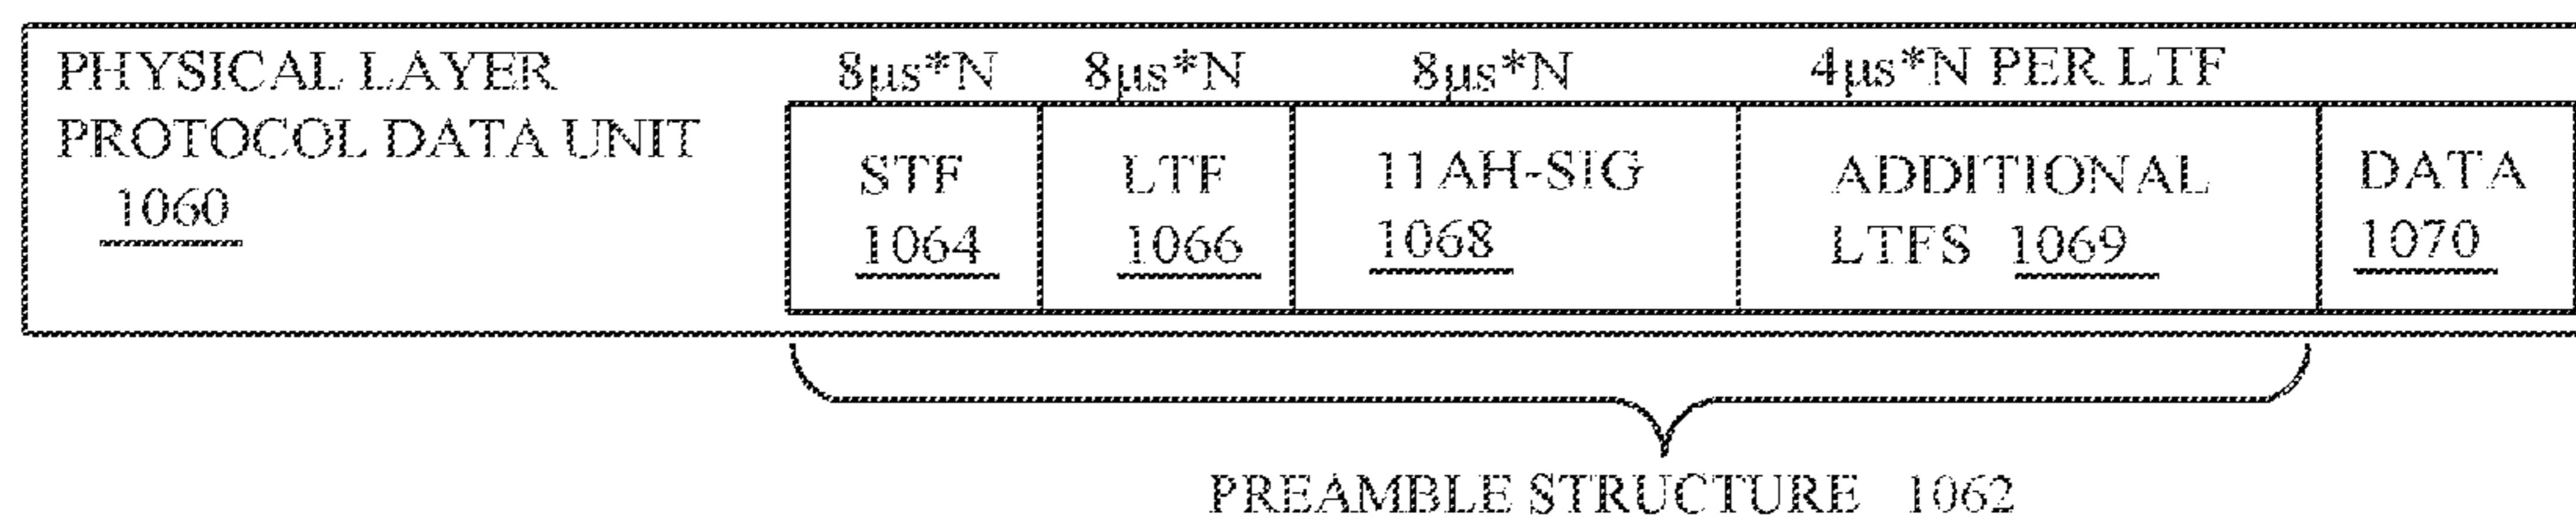 PHYSICAL LAYER
PROTOCOL DATA UNIT
1060
8µs*N 8µs*N 8µs*N 4µs*N PER LTF
STF
1064
LTF
1066
11AH-SIG
1068
ADDITIONAL
LTFS 1069
DATA
1070
PREAMBLE STRUCTURE 1062